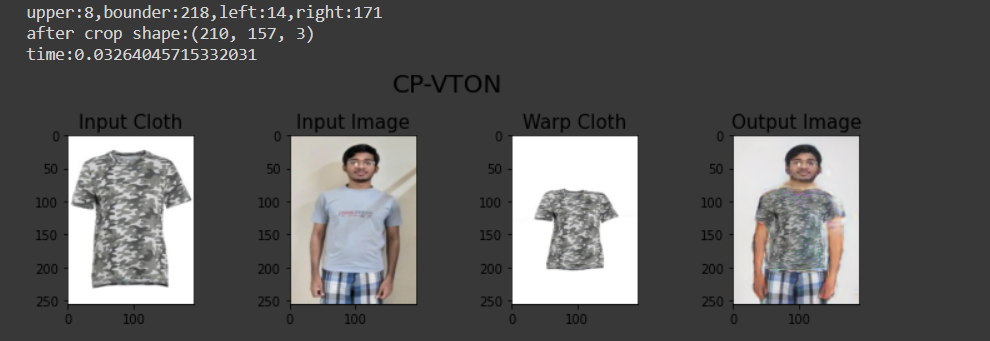 upper:8,bounder:218,left:14,right:171
after crop shape:(210, 157, 3)
time:0.03264045715332031
CP-VTON
Input Cloth Input Image Warp Cloth Output Image
0 0 0 0
50 50 50 50
100 100 100 100
150 150 150 150
200 200 200 200
250 250 250 250
0 100 0 100 0 100 0 100